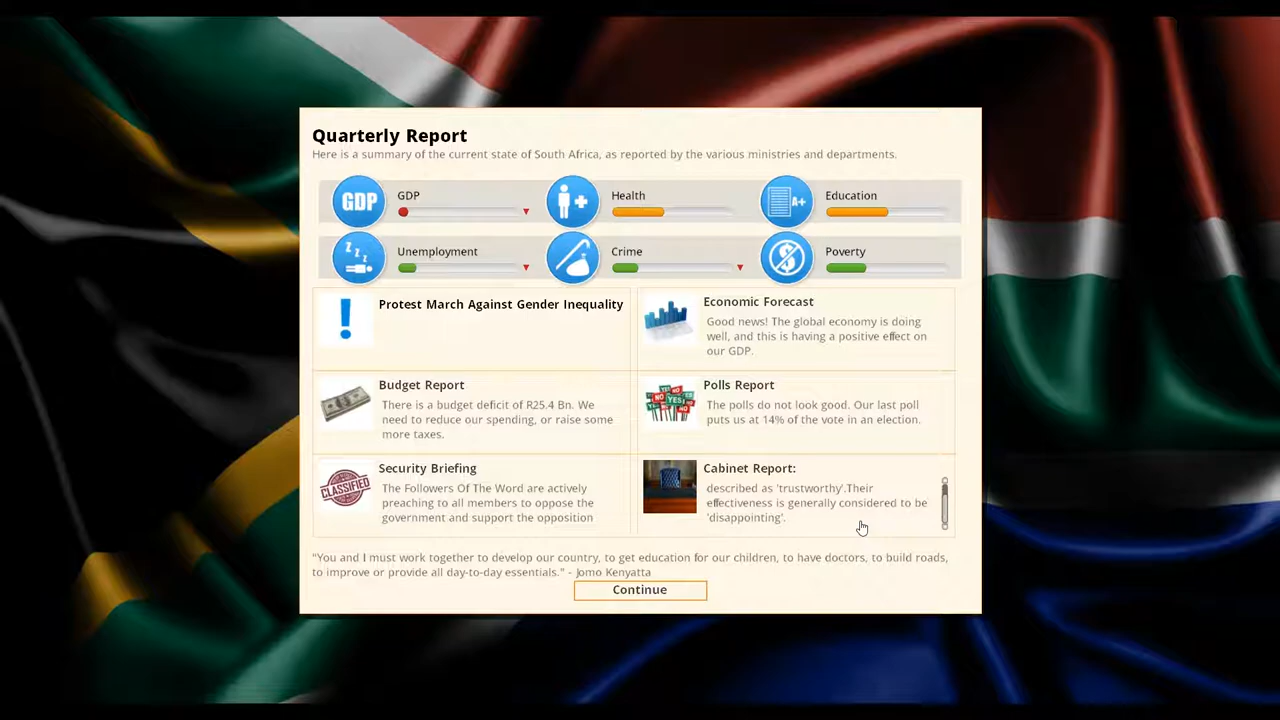 Quarterly Report
Here is a summary of the current state of South Africa, as reported by the various ministries and departments.
GDP
GDP
Health
A+
Education
Z Z Z
Unemployment
Crime
$
Poverty
!
Protest March Against Gender Inequality
Economic Forecast
Good news! The global economy is doing
well, and this is having a positive effect on
our GDP.
Budget Report
There is a budget deficit of R25.4 Bn. We
need to reduce our spending, or raise some
more taxes.
YES NO YES NO
Polls Report
The polls do not look good. Our last poll
puts us at 14% of the vote in an election.
CLASSIFIED
Security Briefing
The Followers Of The Word are actively
preaching to all members to oppose the
government and support the opposition
Cabinet Report:
described as 'trustworthy'.Their
effectiveness is generally considered to be
'disappointing'.
"You and I must work together to develop our country, to get education for our children, to have doctors, to build roads,
to improve or provide all day-to-day essentials." - Jomo Kenyatta
Continue